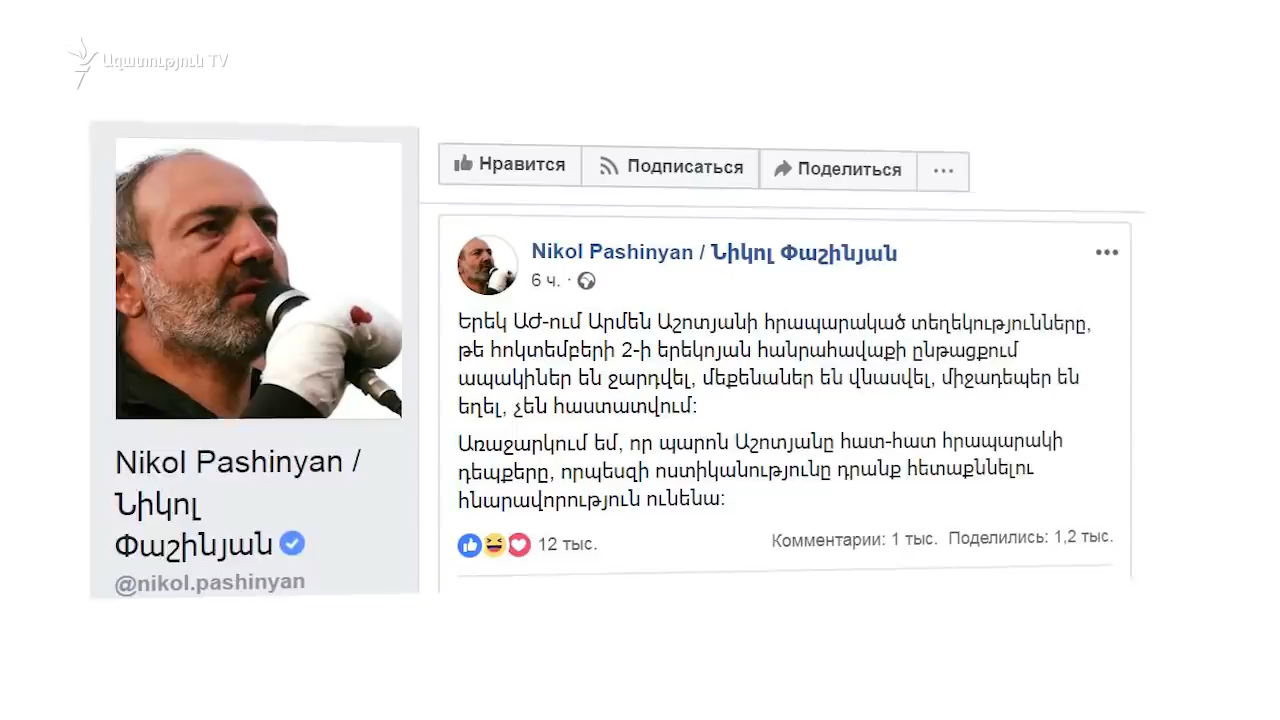 Ազատություն TV
Nikol Pashinyan /
Նիկոլ
Փաշինյան
@nikol.pashinyan
Нравится
Подписаться
Поделиться
Nikol Pashinyan / Նիկոլ Փաշինյան
6 ч. ·
Երեկ ԱԺ-ում Արմեն Աշոտյանի հրապարակած տեղեկությունները,
թե հոկտեմբերի 2-ի երեկոյան հանրահավաքի ընթացքում
ապակիներ են ջարդվել, մեքենաներ են վնասվել, միջադեպեր են
եղել, չեն հաստատվում:
Առաջարկում եմ, որ պարոն Աշոտյանը հատ-հատ հրապարակի
դեպքերը, որպեսզի ոստիկանությունը դրանք հետաքննելու
հնարավորություն ունենա:
12 тыс.
Комментарии: 1 тыс. Поделились: 1,2 тыс.